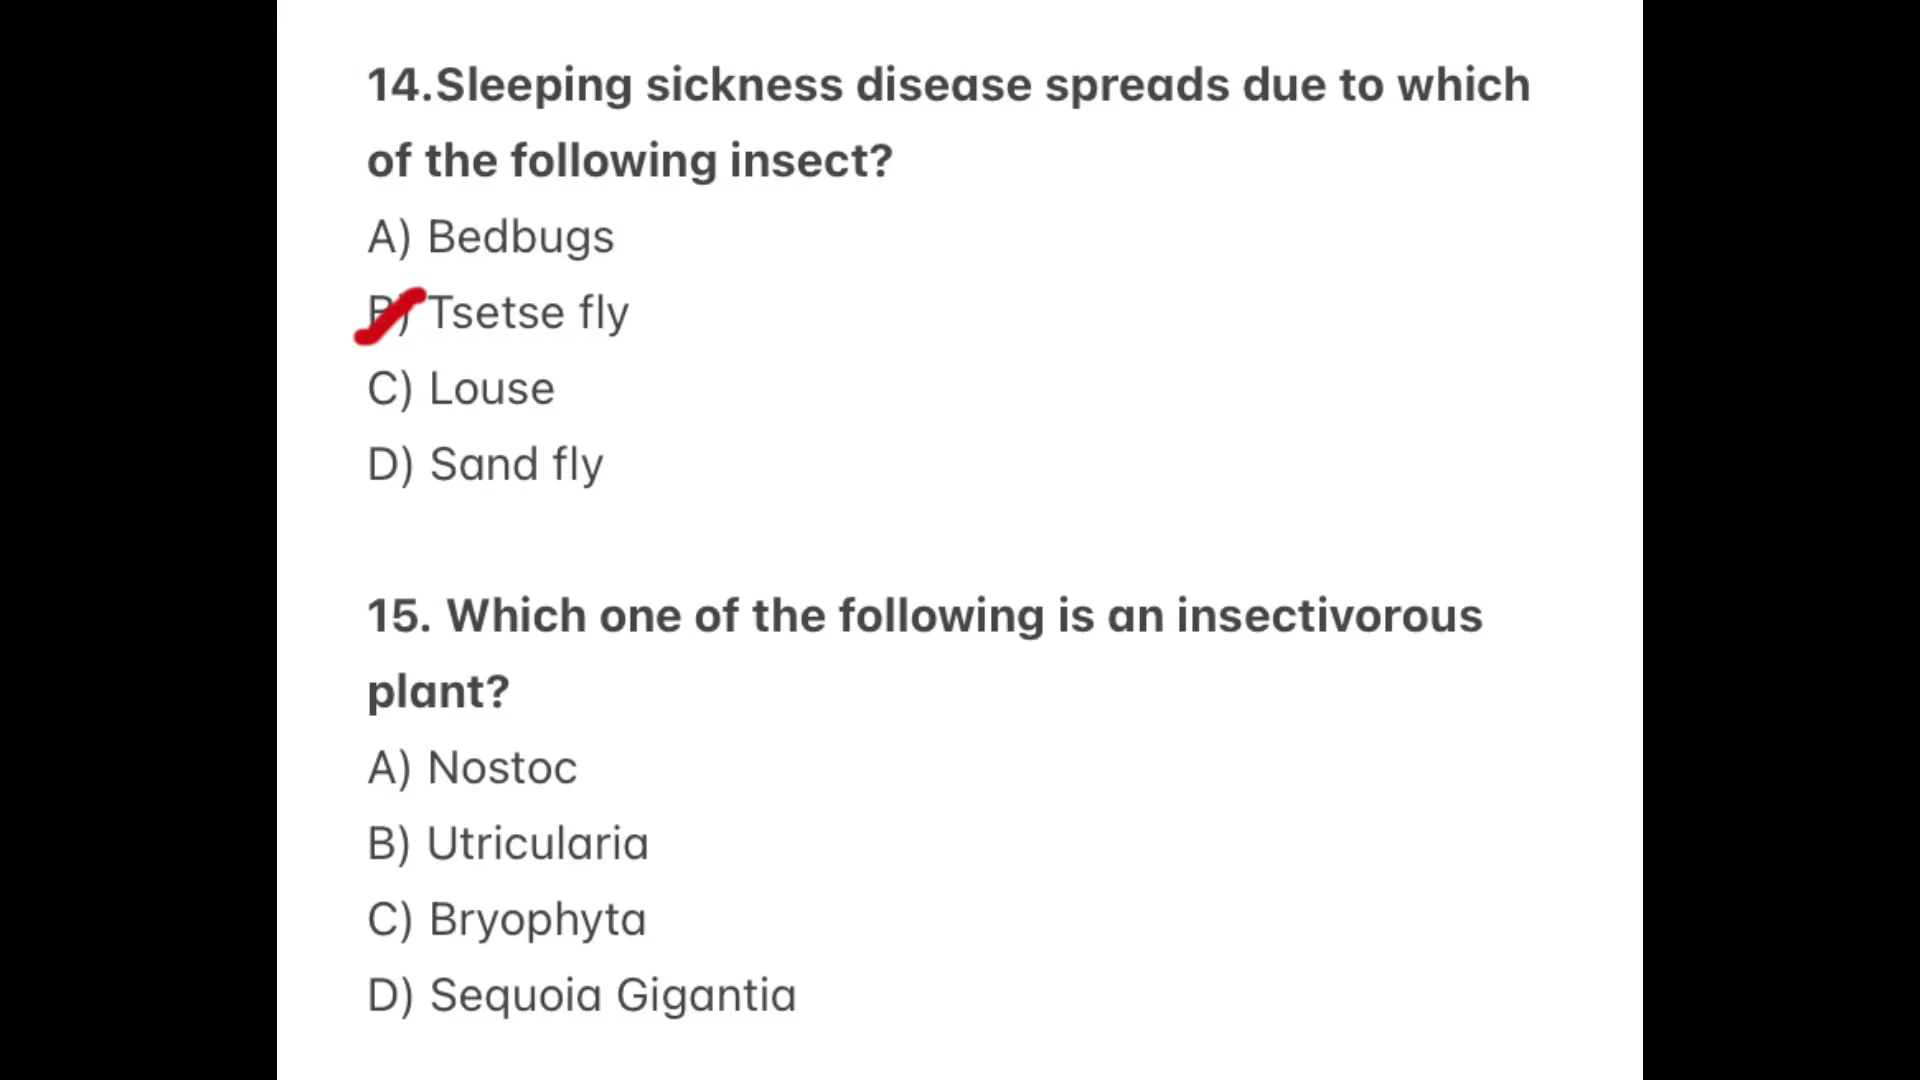 14.Sleeping sickness disease spreads due to which
of the following insect?
A) Bedbugs
B) Tsetse fly
C) Louse
D) Sand fly
15. Which one of the following is an insectivorous
plant?
A) Nostoc
B) Utricularia
C) Bryophyta
D) Sequoia Gigantia